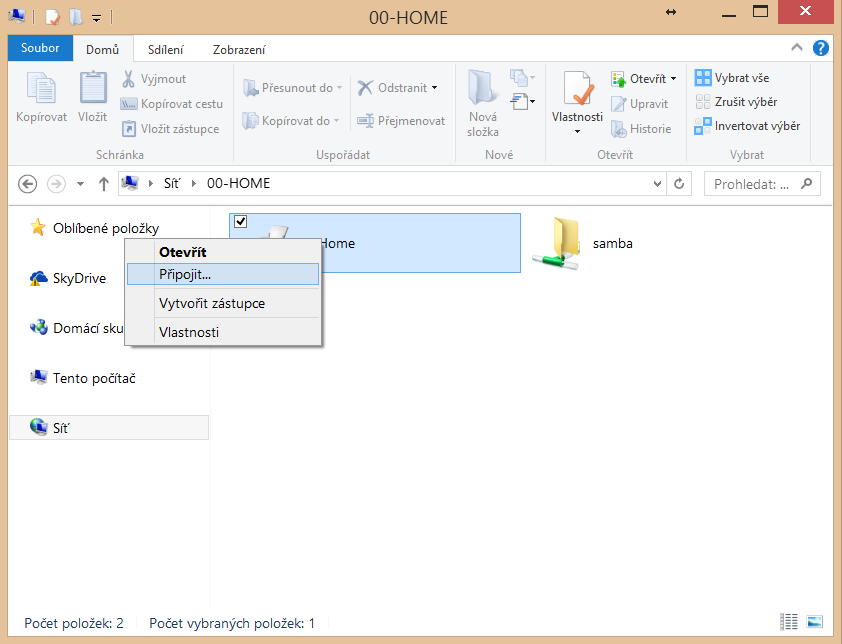 00-HOME
Soubor Domů Sdílení Zobrazení
Kopírovat
Vložit
Vyjmout
Kopírovat cestu
Vložit zástupce
Schránka
Přesunout do
Kopírovat do
Odstranit
Přejmenovat
Uspořádat
Nová
složka
Nové
Vlastnosti
Otevřít
Upravit
Historie
Otevřít
Vybrat vše
Zrušit výběr
Invertovat výběr
Vybrat
Síť 00-HOME
Prohledat: ...
Oblíbené položky
SkyDrive
Domácí sku
Tento počítač
Síť
Home
samba
Otevřít
Připojit...
Vytvořit zástupce
Vlastnosti
Počet položek: 2 Počet vybraných položek: 1